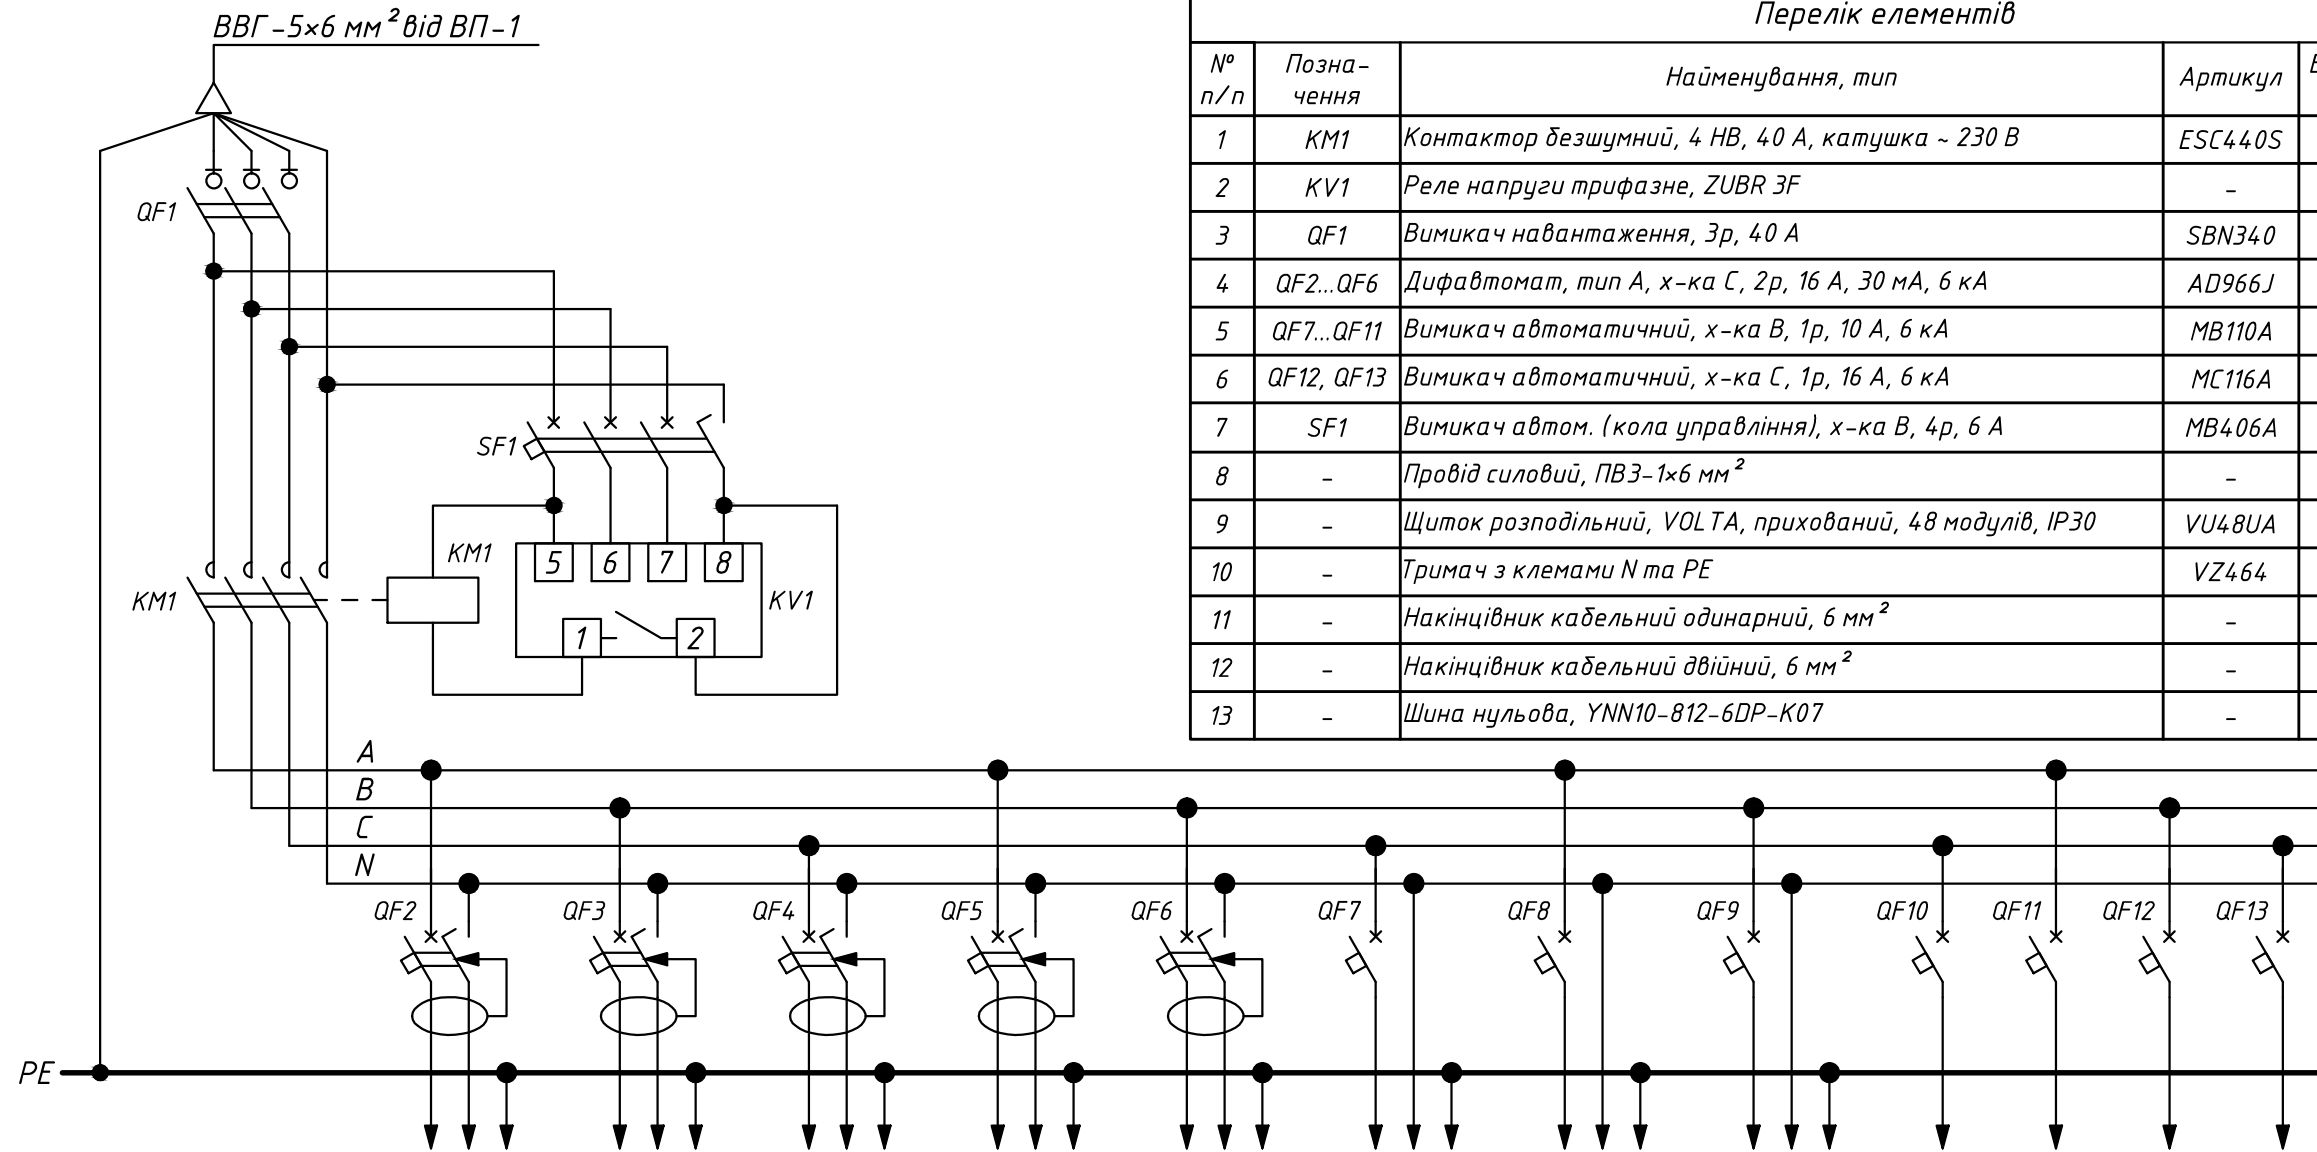 ВВГ-5×6 мм² від ВП-1
QF1
SF1
KM1
5 6 7 8
KM1
KV1
1 2
A
B
C
N
QF2 QF3 QF4 QF5 QF6 QF7 QF8 QF9 QF10 QF11 QF12 QF13
PE
Перелік елементів
№ п/п Позна-чення Найменування, тип Артикул
1 KM1 Контактор безшумний, 4 НВ, 40 А, катушка ~ 230 В ESC440S
2 KV1 Реле напруги трифазне, ZUBR 3F -
3 QF1 Вимикач навантаження, 3р, 40 А SBN340
4 QF2...QF6 Дифавтомат, тип А, х-ка С, 2р, 16 А, 30 мА, 6 кА AD966J
5 QF7...QF11 Вимикач автоматичний, х-ка В, 1р, 10 А, 6 кА MB110A
6 QF12, QF13 Вимикач автоматичний, х-ка С, 1р, 16 А, 6 кА MC116A
7 SF1 Вимикач автом. (кола управління), х-ка В, 4р, 6 А MB406A
8 - Провід силовий, ПВ3-1×6 мм² -
9 - Щиток розподільний, VOLTA, прихований, 48 модулів, IP30 VU48UA
10 - Тримач з клемами N та PE VZ464
11 - Накінцівник кабельний одинарний, 6 мм² -
12 - Накінцівник кабельний двійний, 6 мм² -
13 - Шина нульова, YNN10-812-6DP-K07 -